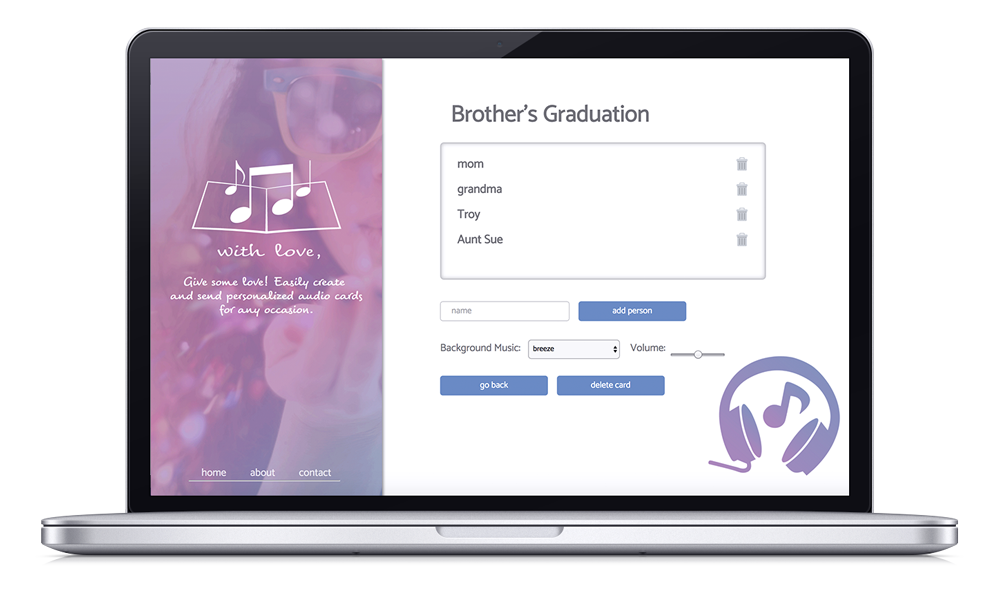 with love,
Give some love! Easily create
and send personalized audio cards
for any occasion.
home about contact
Brother's Graduation
mom
grandma
Troy
Aunt Sue
name add person
Background Music: breeze Volume:
go back delete card